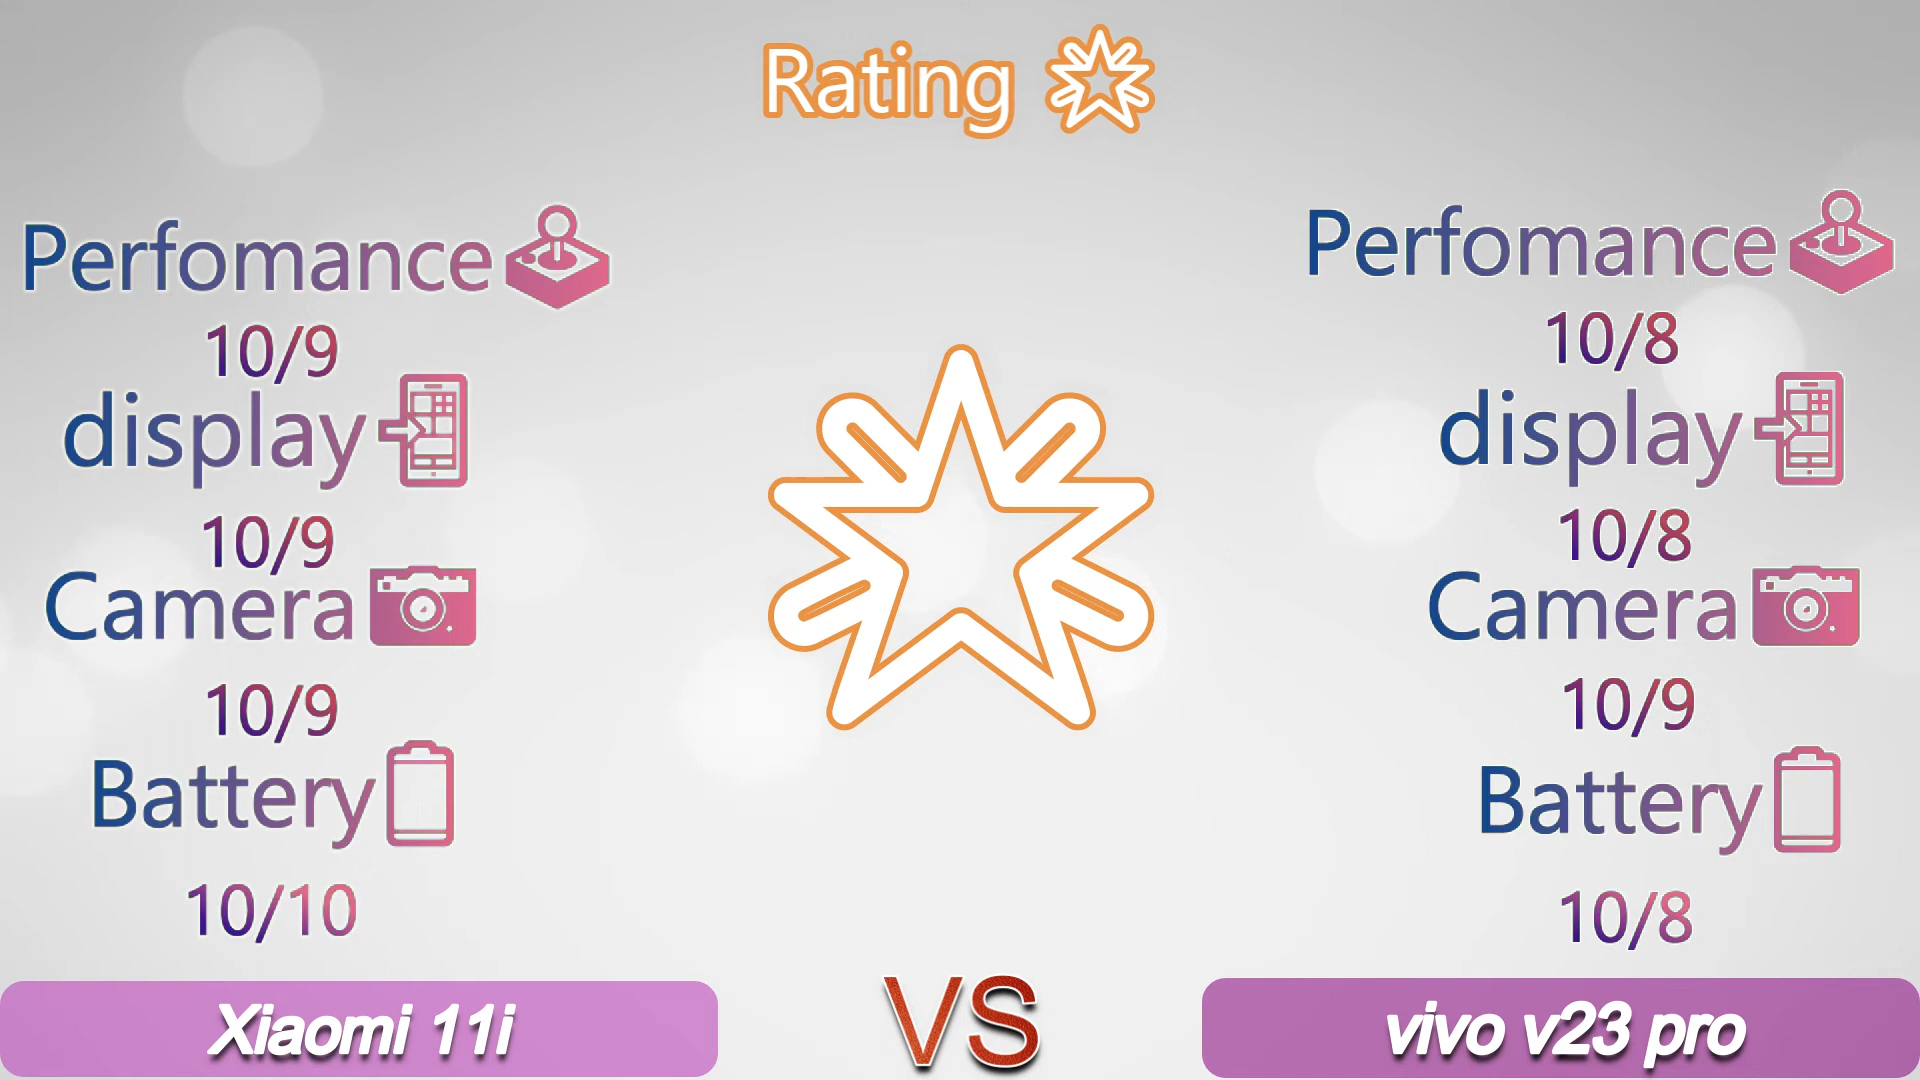 Rating
Perfomance
10/9
display
10/9
Camera
10/9
Battery
10/10
Xiaomi 11i
VS
Perfomance
10/8
display
10/8
Camera
10/9
Battery
10/8
vivo v23 pro